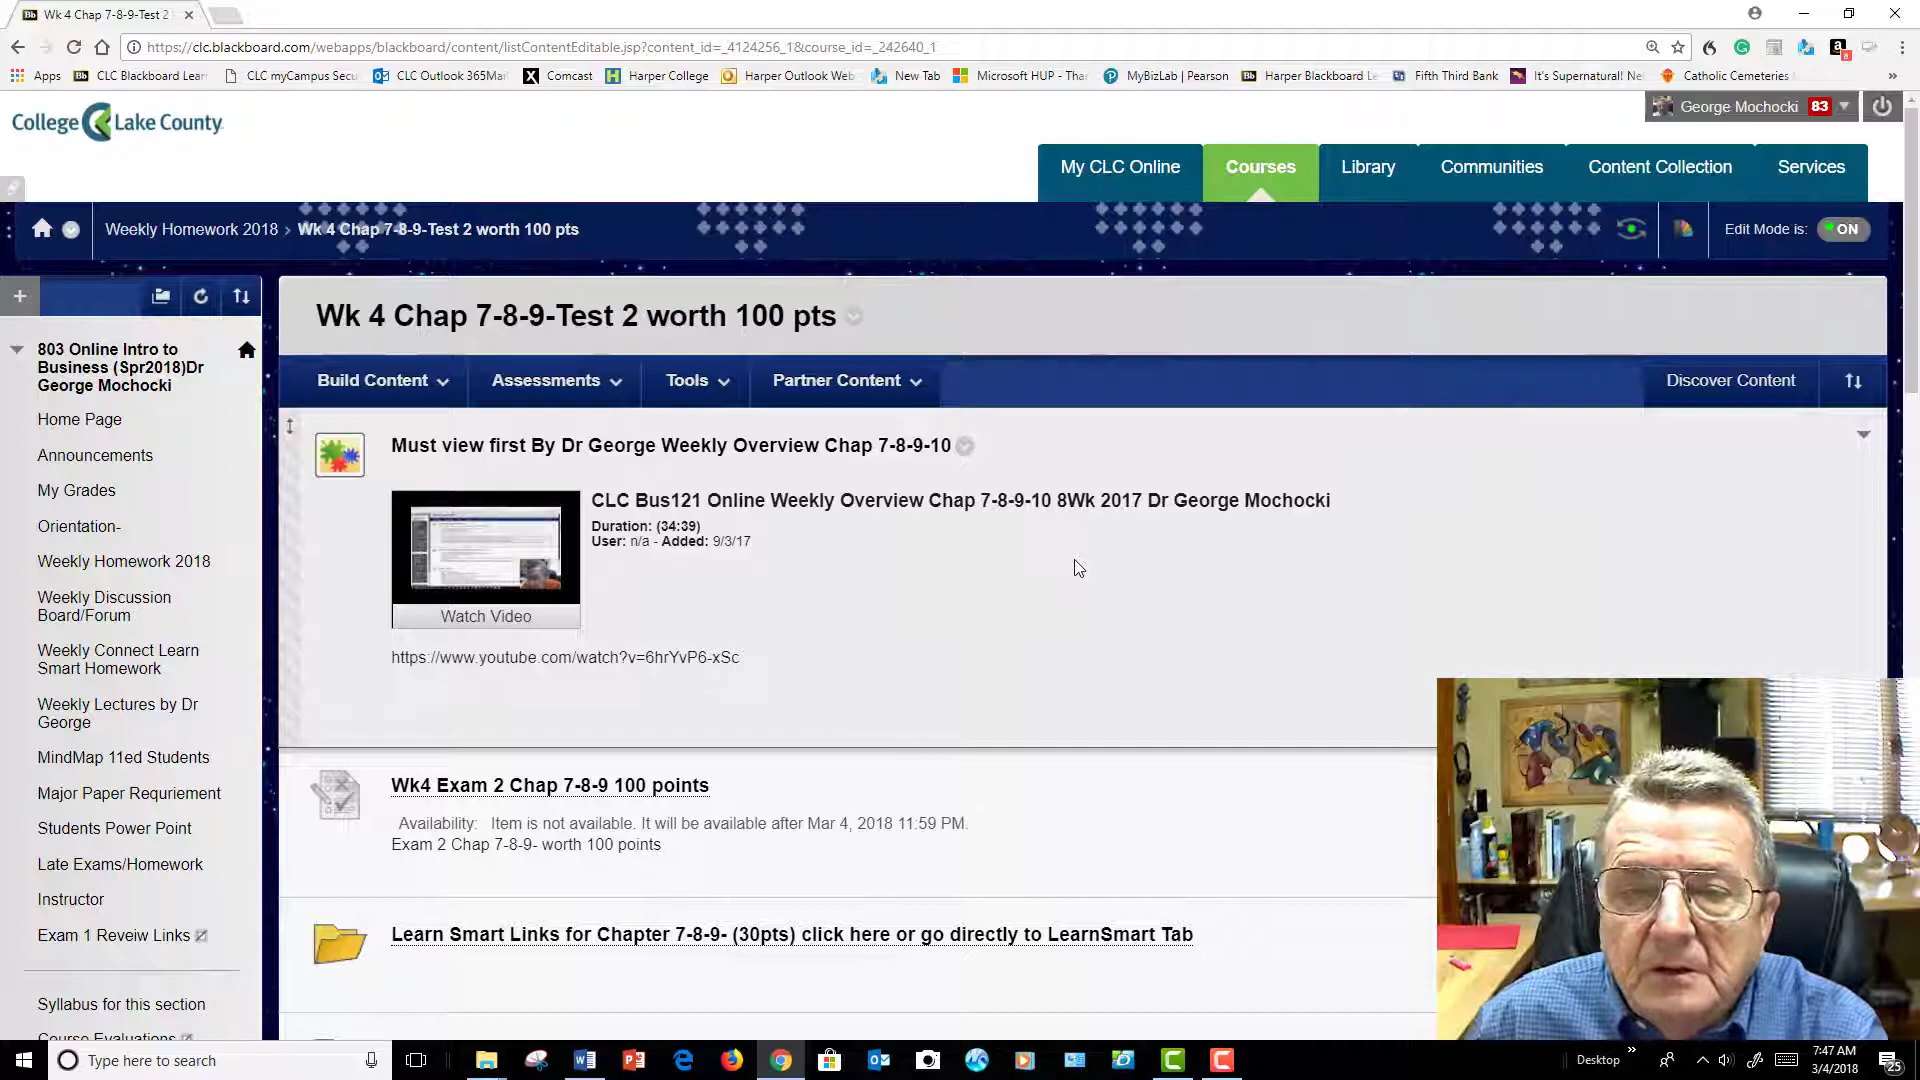 Wk 4 Chap 7-8-9-Test 2
https://clc.blackboard.com/webapps/blackboard/content/listContentEditable.jsp?content_id=_4124256_1&course_id=_242640_1
Apps
CLC Blackboard Lear
CLC myCampus Secu
CLC Outlook 365Mai
Comcast
Harper College
Harper Outlook Web
New Tab
Microsoft HUP - Tha
MyBizLab | Pearson
Harper Blackboard Le
Fifth Third Bank
It's Supernatural! Ne
Catholic Cemeteries
College Lake County
George Mochocki 83
My CLC Online
Courses
Library
Communities
Content Collection
Services
Weekly Homework 2018 › Wk 4 Chap 7-8-9-Test 2 worth 100 pts
Edit Mode is: ON
803 Online Intro to
Business (Spr2018)Dr
George Mochocki
Home Page
Announcements
My Grades
Orientation-
Weekly Homework 2018
Weekly Discussion
Board/Forum
Weekly Connect Learn
Smart Homework
Weekly Lectures by Dr
George
MindMap 11ed Students
Major Paper Requriement
Students Power Point
Late Exams/Homework
Instructor
Exam 1 Reveiw Links
Syllabus for this section
Course Evaluations
Wk 4 Chap 7-8-9-Test 2 worth 100 pts
Build Content
Assessments
Tools
Partner Content
Discover Content
Must view first By Dr George Weekly Overview Chap 7-8-9-10
CLC Bus121 Online Weekly Overview Chap 7-8-9-10 8Wk 2017 Dr George Mochocki
Duration: (34:39)
User: n/a - Added: 9/3/17
Watch Video
https://www.youtube.com/watch?v=6hrYvP6-xSc
Wk4 Exam 2 Chap 7-8-9 100 points
Availability: Item is not available. It will be available after Mar 4, 2018 11:59 PM.
Exam 2 Chap 7-8-9- worth 100 points
Learn Smart Links for Chapter 7-8-9- (30pts) click here or go directly to LearnSmart Tab
Type here to search
Desktop
7:47 AM
3/4/2018
25